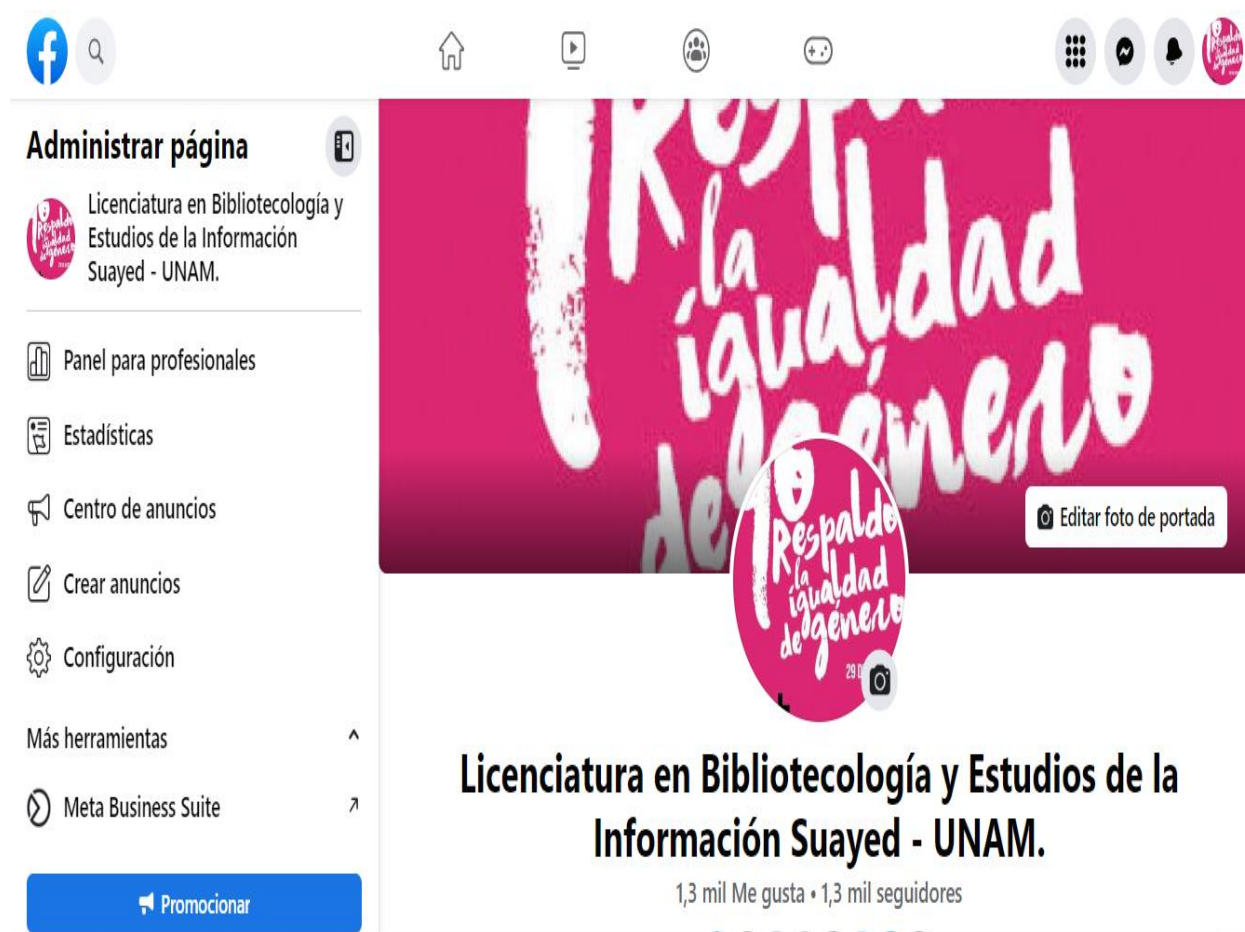 Administrar página
Licenciatura en Bibliotecología y
Estudios de la Información
Suayed - UNAM.
Panel para profesionales
Estadísticas
Centro de anuncios
Crear anuncios
Configuración
Más herramientas
Meta Business Suite
Promocionar
la
igualdad
de género
Editar foto de portada
Respaldo
la
igualdad
de género
Licenciatura en Bibliotecología y Estudios de la
Información Suayed - UNAM.
1,3 mil Me gusta • 1,3 mil seguidores